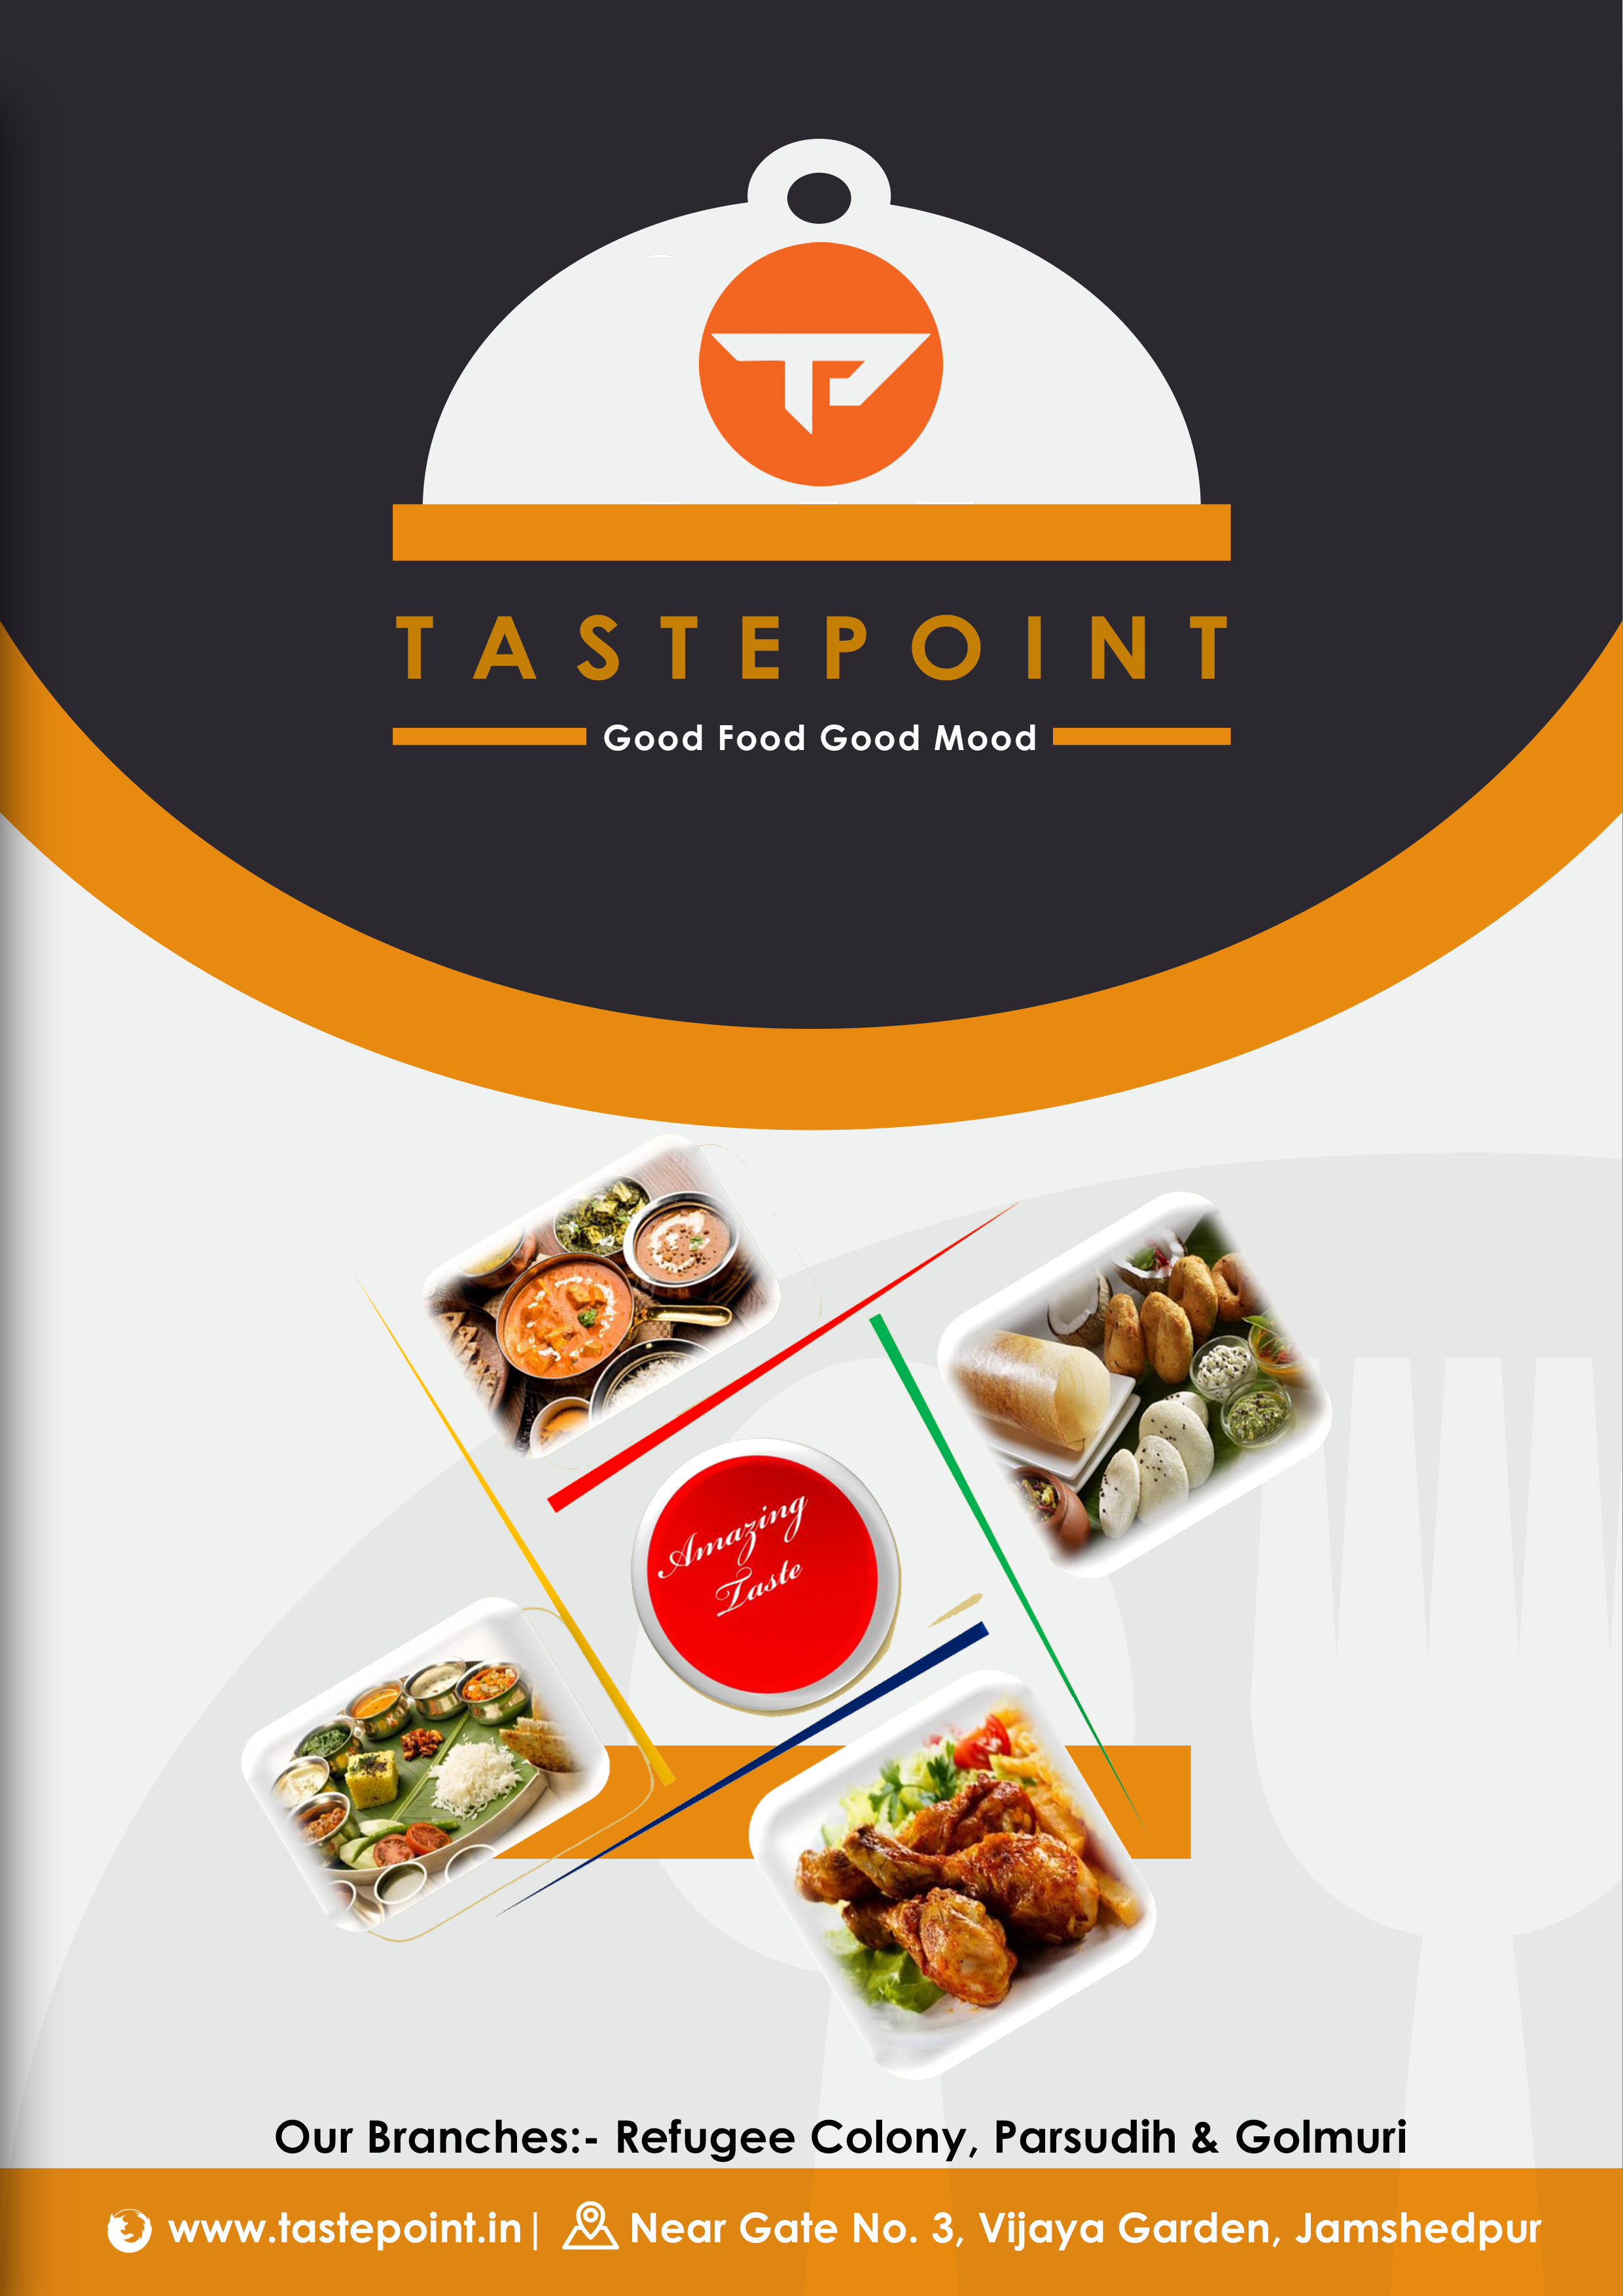 TP
TASTEPOINT
Good Food Good Mood
Amazing
Taste
Our Branches:- Refugee Colony, Parsudih & Golmuri
www.tastepoint.in| Near Gate No. 3, Vijaya Garden, Jamshedpur